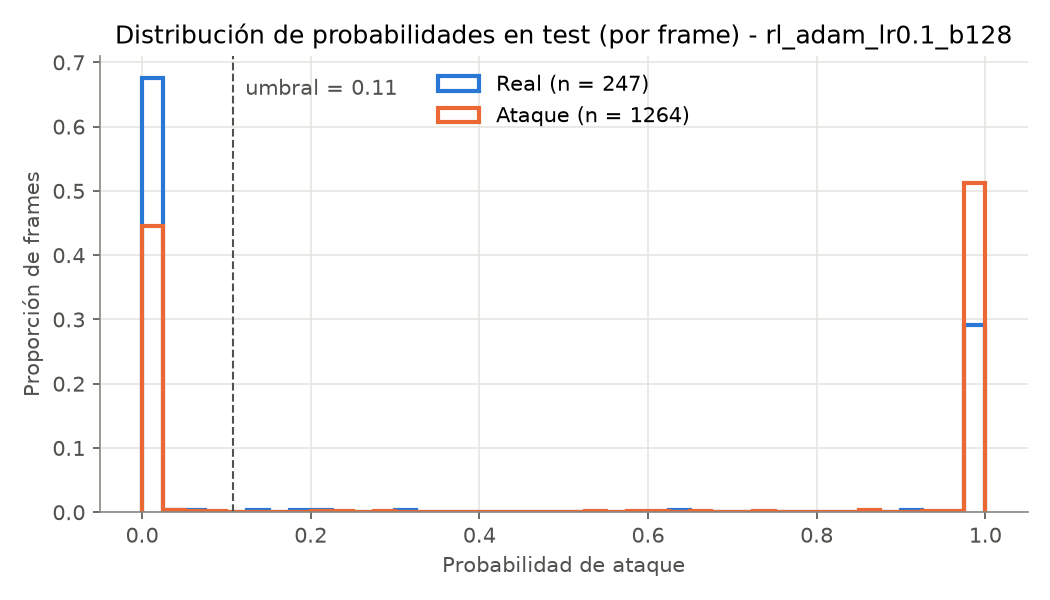 Distribución de probabilidades en test (por frame) - rl_adam_lr0.1_b128
umbral = 0.11
Real (n = 247)
Ataque (n = 1264)
Proporción de frames
0.7
0.6
0.5
0.4
0.3
0.2
0.1
0.0
0.0 0.2 0.4 0.6 0.8 1.0
Probabilidad de ataque